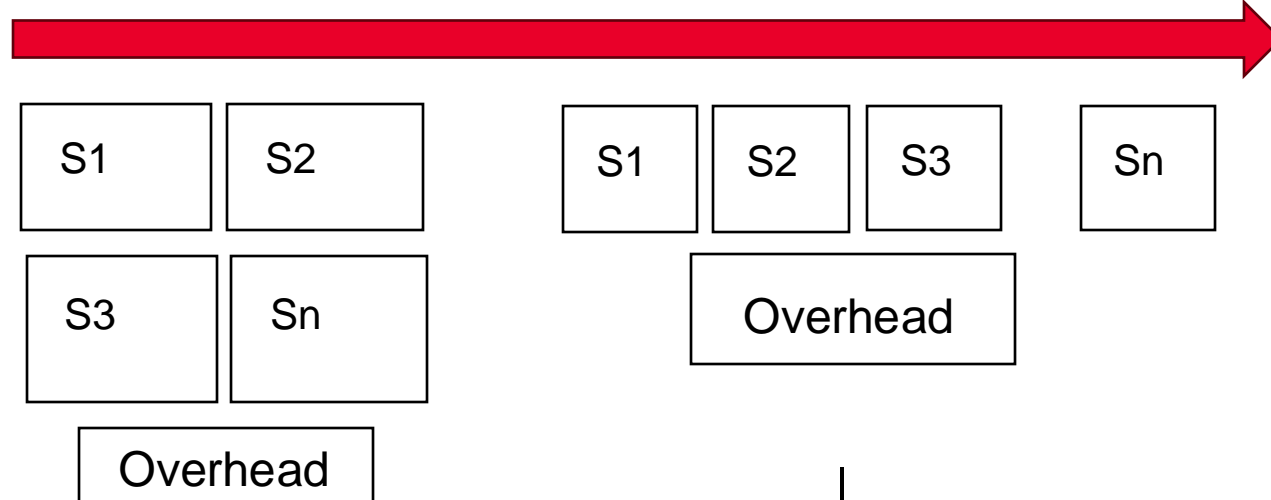 S1 S2
S3 Sn
Overhead
S1 S2 S3 Sn
Overhead